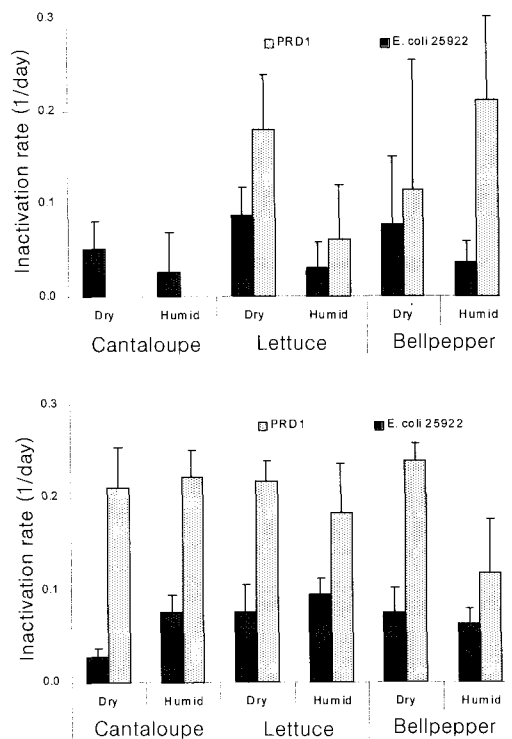 0.3
PRD1 E. coli 25922
0.2
0.1
0.0
Inactivation rate (1/day)
Dry Humid Dry Humid Dry Humid
Cantaloupe Lettuce Bellpepper
0.3
PRD1 E. coli 25922
0.2
0.1
0.0
Inactivation rate (1/day)
Dry Humid Dry Humid Dry Humid
Cantaloupe Lettuce Bellpepper